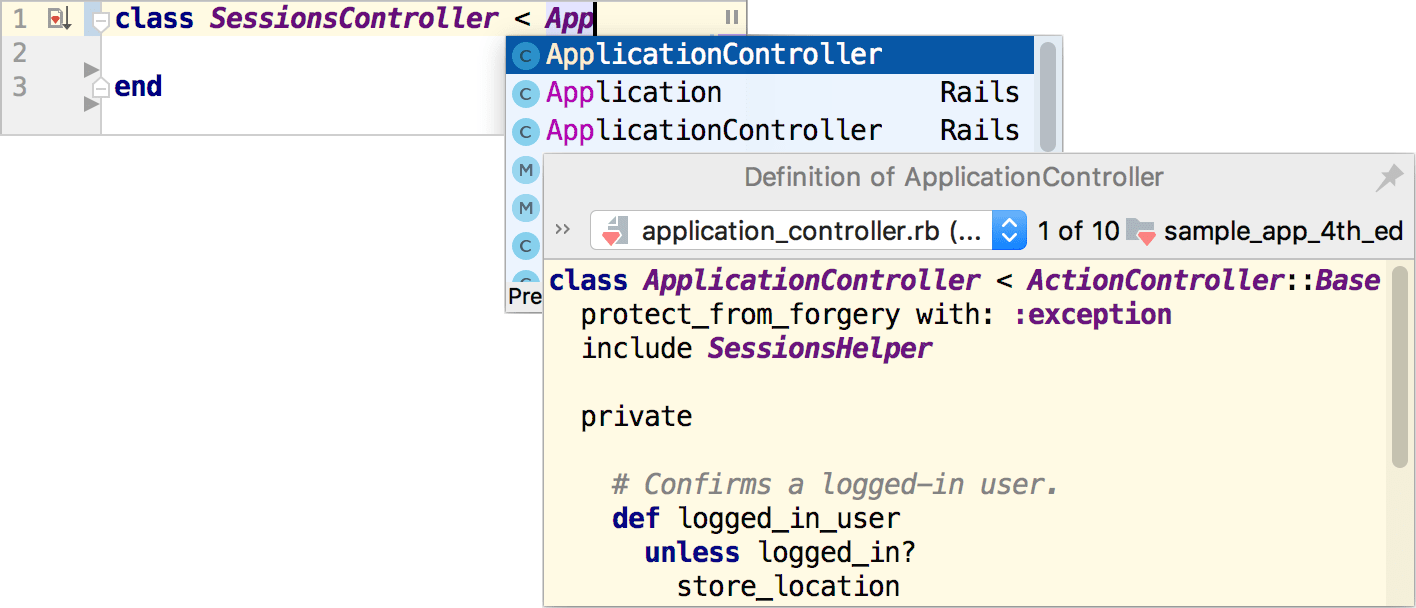 1 class SessionsController < App
2
3 end
C ApplicationController
C Application Rails
C ApplicationController Rails
M
M
C
C
Pre
Definition of ApplicationController
›› application_controller.rb (... 1 of 10 sample_app_4th_ed
class ApplicationController < ActionController::Base
protect_from_forgery with: :exception
include SessionsHelper
private
# Confirms a logged-in user.
def logged_in_user
unless logged_in?
store_location